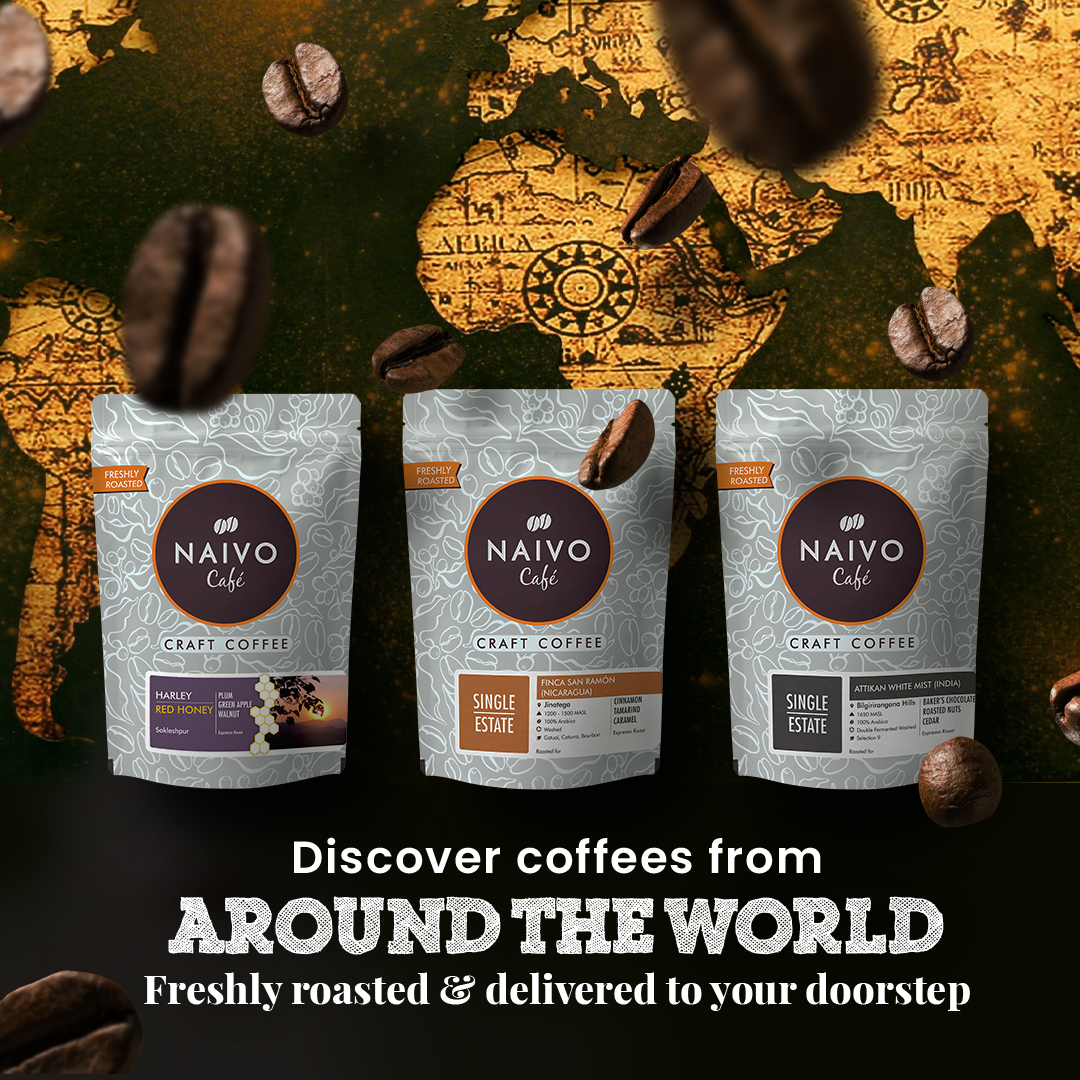 EVROPA
INDIA
AFRICA
FRESHLY
ROASTED
NAIVO
Café
CRAFT COFFEE
HARLEY
RED HONEY
Sakleshpur
PLUM
GREEN APPLE
WALNUT
Espresso Roast
FRESHLY
ROASTED
NAIVO
Café
CRAFT COFFEE
SINGLE
ESTATE
FINCA SAN RAMÓN
(NICARAGUA)
Jinotega
1200 - 1500 MASL
100% Arabica
Washed
Catuai, Caturra, Bourbon
Roasted for
CINNAMON
TAMARIND
CARAMEL
Espresso Roast
FRESHLY
ROASTED
NAIVO
Café
CRAFT COFFEE
SINGLE
ESTATE
ATTIKAN WHITE MIST (INDIA)
Biligirirangana Hills
1650 MASL
100% Arabica
Double Fermented Washed
Selection 9
Roasted for
BAKER'S CHOCOLATE
ROASTED NUTS
CEDAR
Espresso Roast
Discover coffees from
AROUND THE WORLD
Freshly roasted & delivered to your doorstep